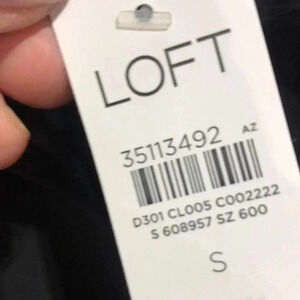 LOFT
35113492 AZ
D301 CL005 C002222
S 608957 SZ 600
S